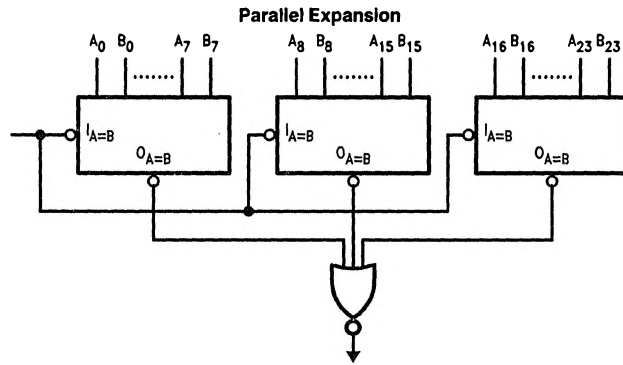 Parallel Expansion
A0 B0 ........ A7 B7 A8 B8 ........ A15 B15 A16 B16 ........ A23 B23
IA=B IA=B IA=B
OA=B OA=B OA=B